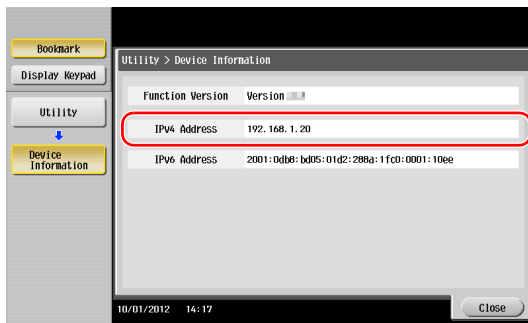 Bookmark
Display Keypad
Utility
Device
Information
Utility > Device Information
Function Version Version
IPv4 Address 192.168.1.20
IPv6 Address 2001:0db8:bd05:01d2:288a:1fc0:0001:10ee
10/01/2012 14:17
Close